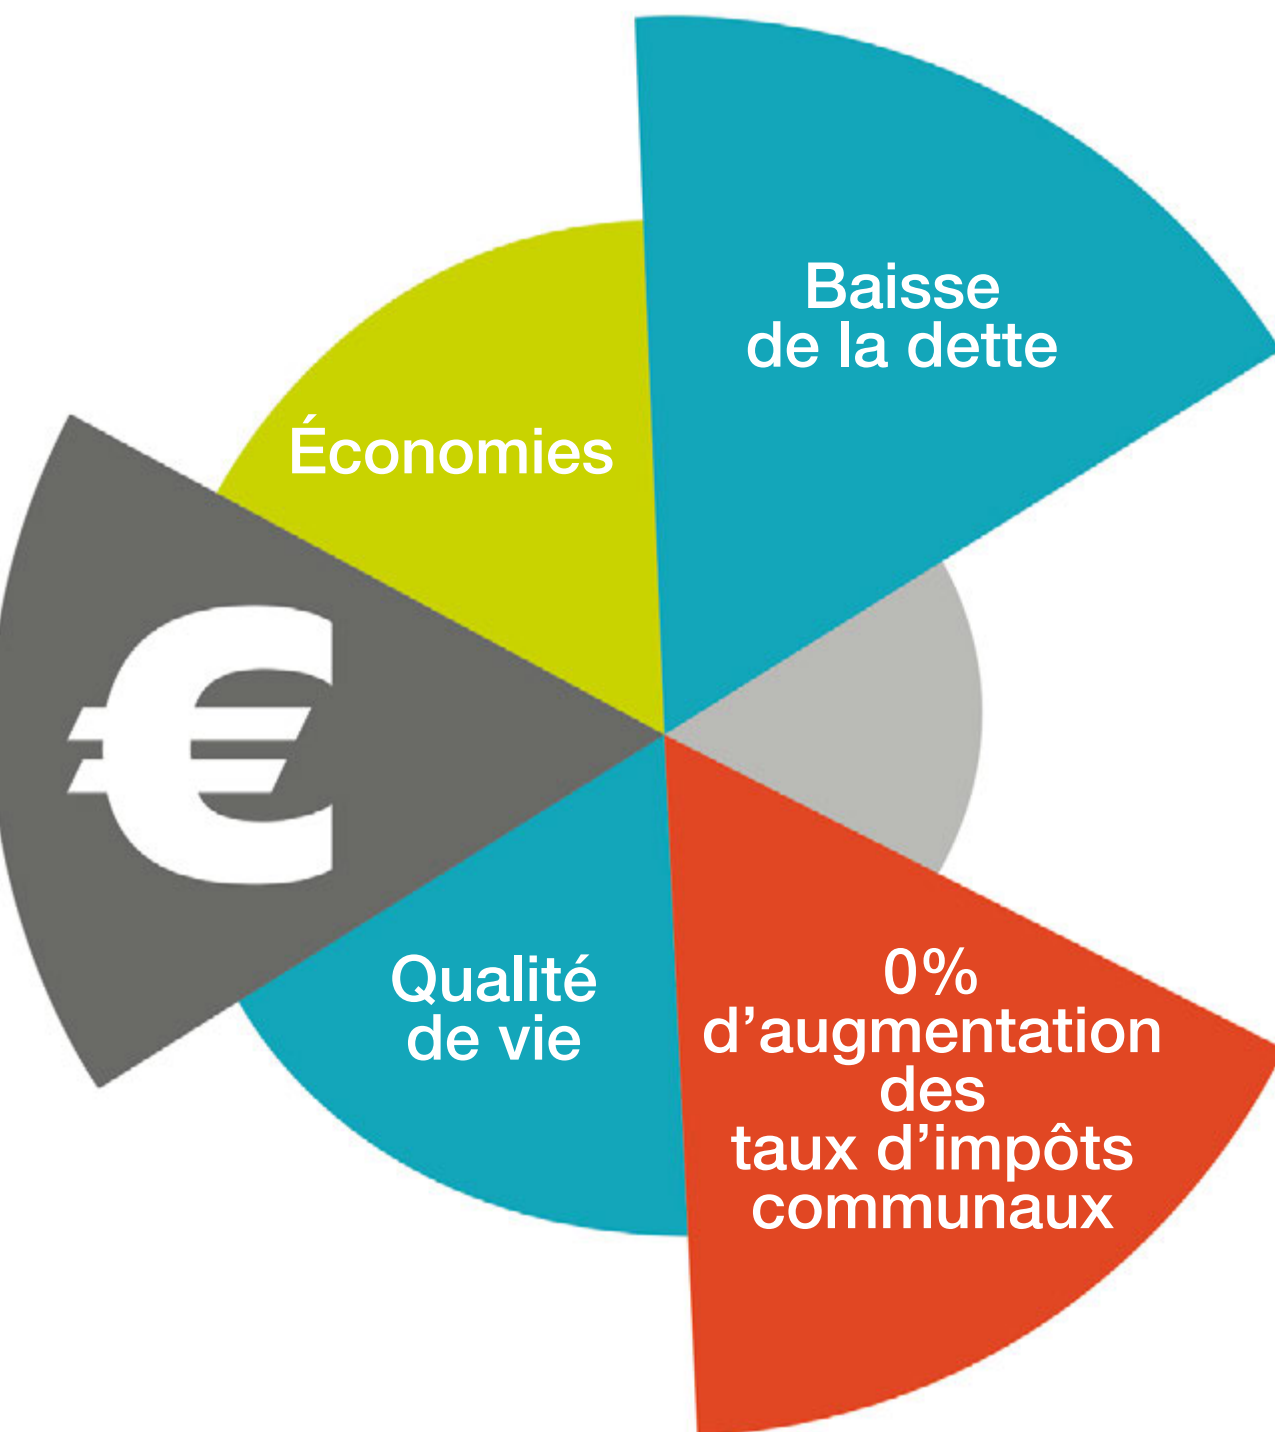 Baisse
de la dette
Économies
€
Qualité
de vie
0%
d’augmentation
des
taux d’impôts
communaux